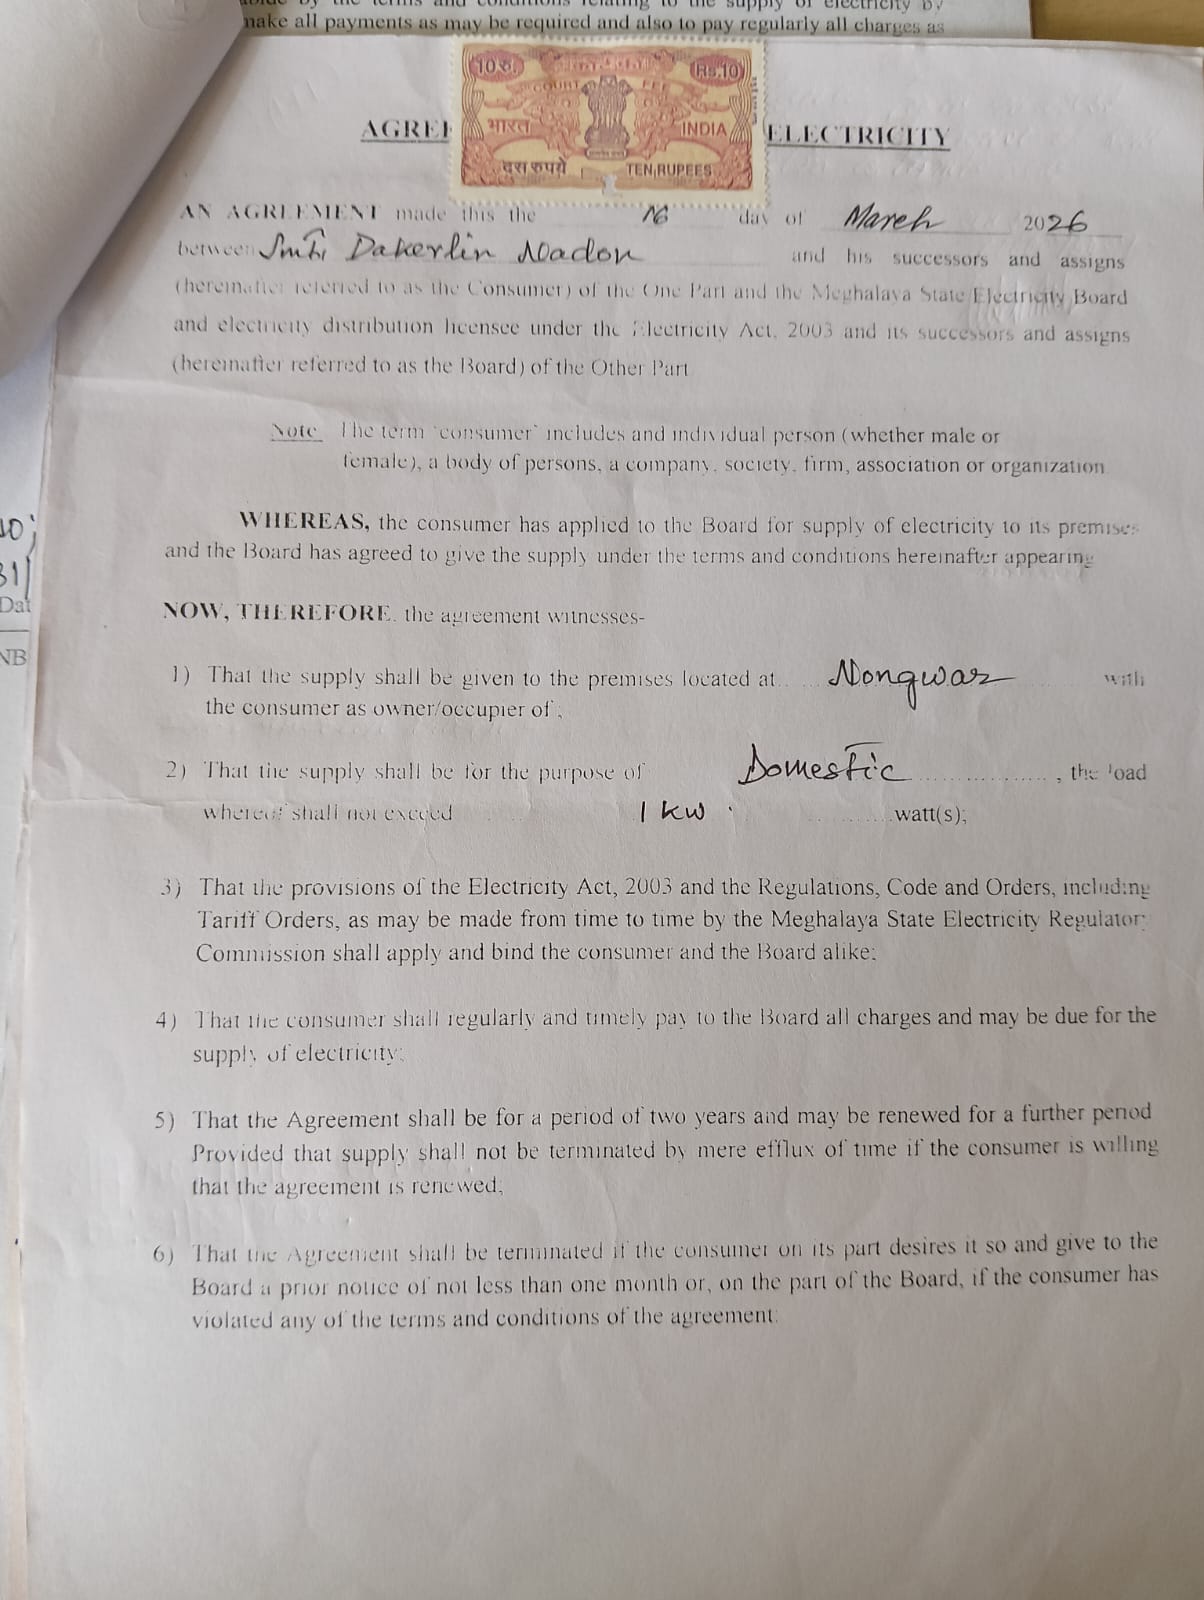 make all payments as may be required and also to pay regularly all charges as
10रु. Rs.10
COURT FEE
भारत INDIA
दस रुपये TEN RUPEES
ELECTRICITY
AN AGREEMENT made this the 16 day of March 2026
between Smti Dakerlin Nadon and his successors and assigns
(hereinafter referred to as the Consumer) of the One Part and the Meghalaya State Electricity Board
and electricity distribution licensee under the Electricity Act, 2003 and its successors and assigns
(hereinafter referred to as the Board) of the Other Part
Note The term 'consumer' includes and individual person (whether male or
female), a body of persons, a company, society, firm, association or organization
WHEREAS, the consumer has applied to the Board for supply of electricity to its premises
and the Board has agreed to give the supply under the terms and conditions hereinafter appearing
NOW, THEREFORE, the agreement witnesses-
1) That the supply shall be given to the premises located at Nongwar with
the consumer as owner/occupier of;
2) That the supply shall be for the purpose of Domestic ................, the load
whereof shall not exceed 1 KW ........watt(s);
3) That the provisions of the Electricity Act, 2003 and the Regulations, Code and Orders, including
Tariff Orders, as may be made from time to time by the Meghalaya State Electricity Regulatory
Commission shall apply and bind the consumer and the Board alike;
4) That the consumer shall regularly and timely pay to the Board all charges and may be due for the
supply of electricity;
5) That the Agreement shall be for a period of two years and may be renewed for a further period
Provided that supply shall not be terminated by mere efflux of time if the consumer is willing
that the agreement is renewed;
6) That the Agreement shall be terminated if the consumer on its part desires it so and give to the
Board a prior notice of not less than one month or, on the part of the Board, if the consumer has
violated any of the terms and conditions of the agreement;